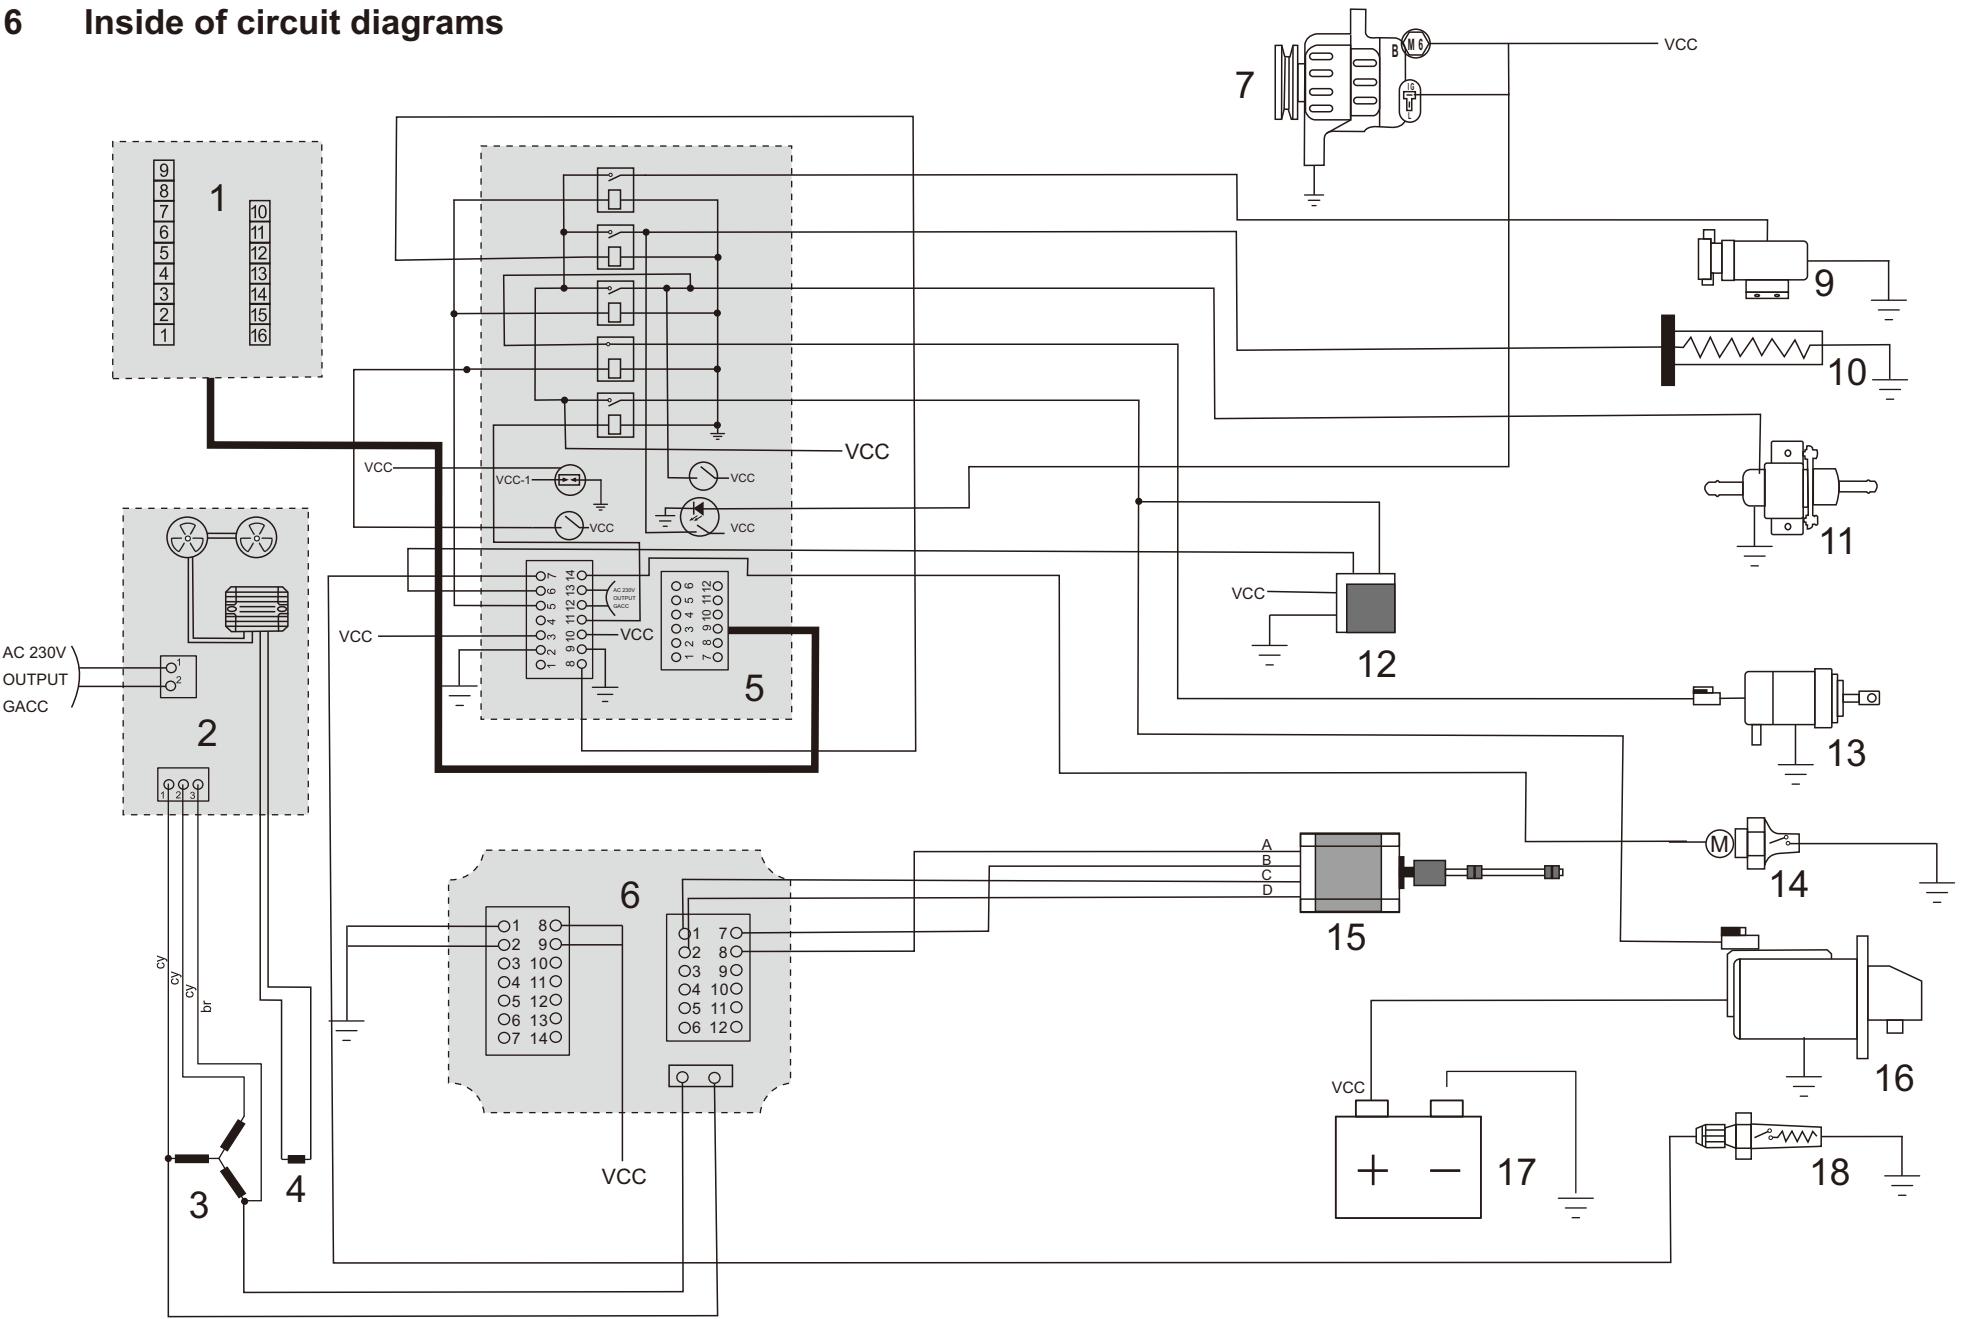 6 Inside of circuit diagrams
B M 6 VCC
IG
L
7
1
9
8
7
6
5
4
3
2
1
10
11
12
13
14
15
16
9
10
11
VCC
VCC
VCC-1
VCC
VCC
VCC
7 14
6 13
5 12
4 11
3 10
2 9
1 8
AC 230V
OUTPUT
GACC
VCC
VCC
6 12
5 11
4 10
3 9
2 8
1 7
5
VCC
12
AC 230V
OUTPUT
GACC
1
2
2
1 2 3
13
M
14
6
1 8
2 9
3 10
4 11
5 12
6 13
7 14
1 7
2 8
3 9
4 10
5 11
6 12
VCC
A
B
C
D
15
16
cy
cy
cy
br
3
4
VCC
+ −
17
18